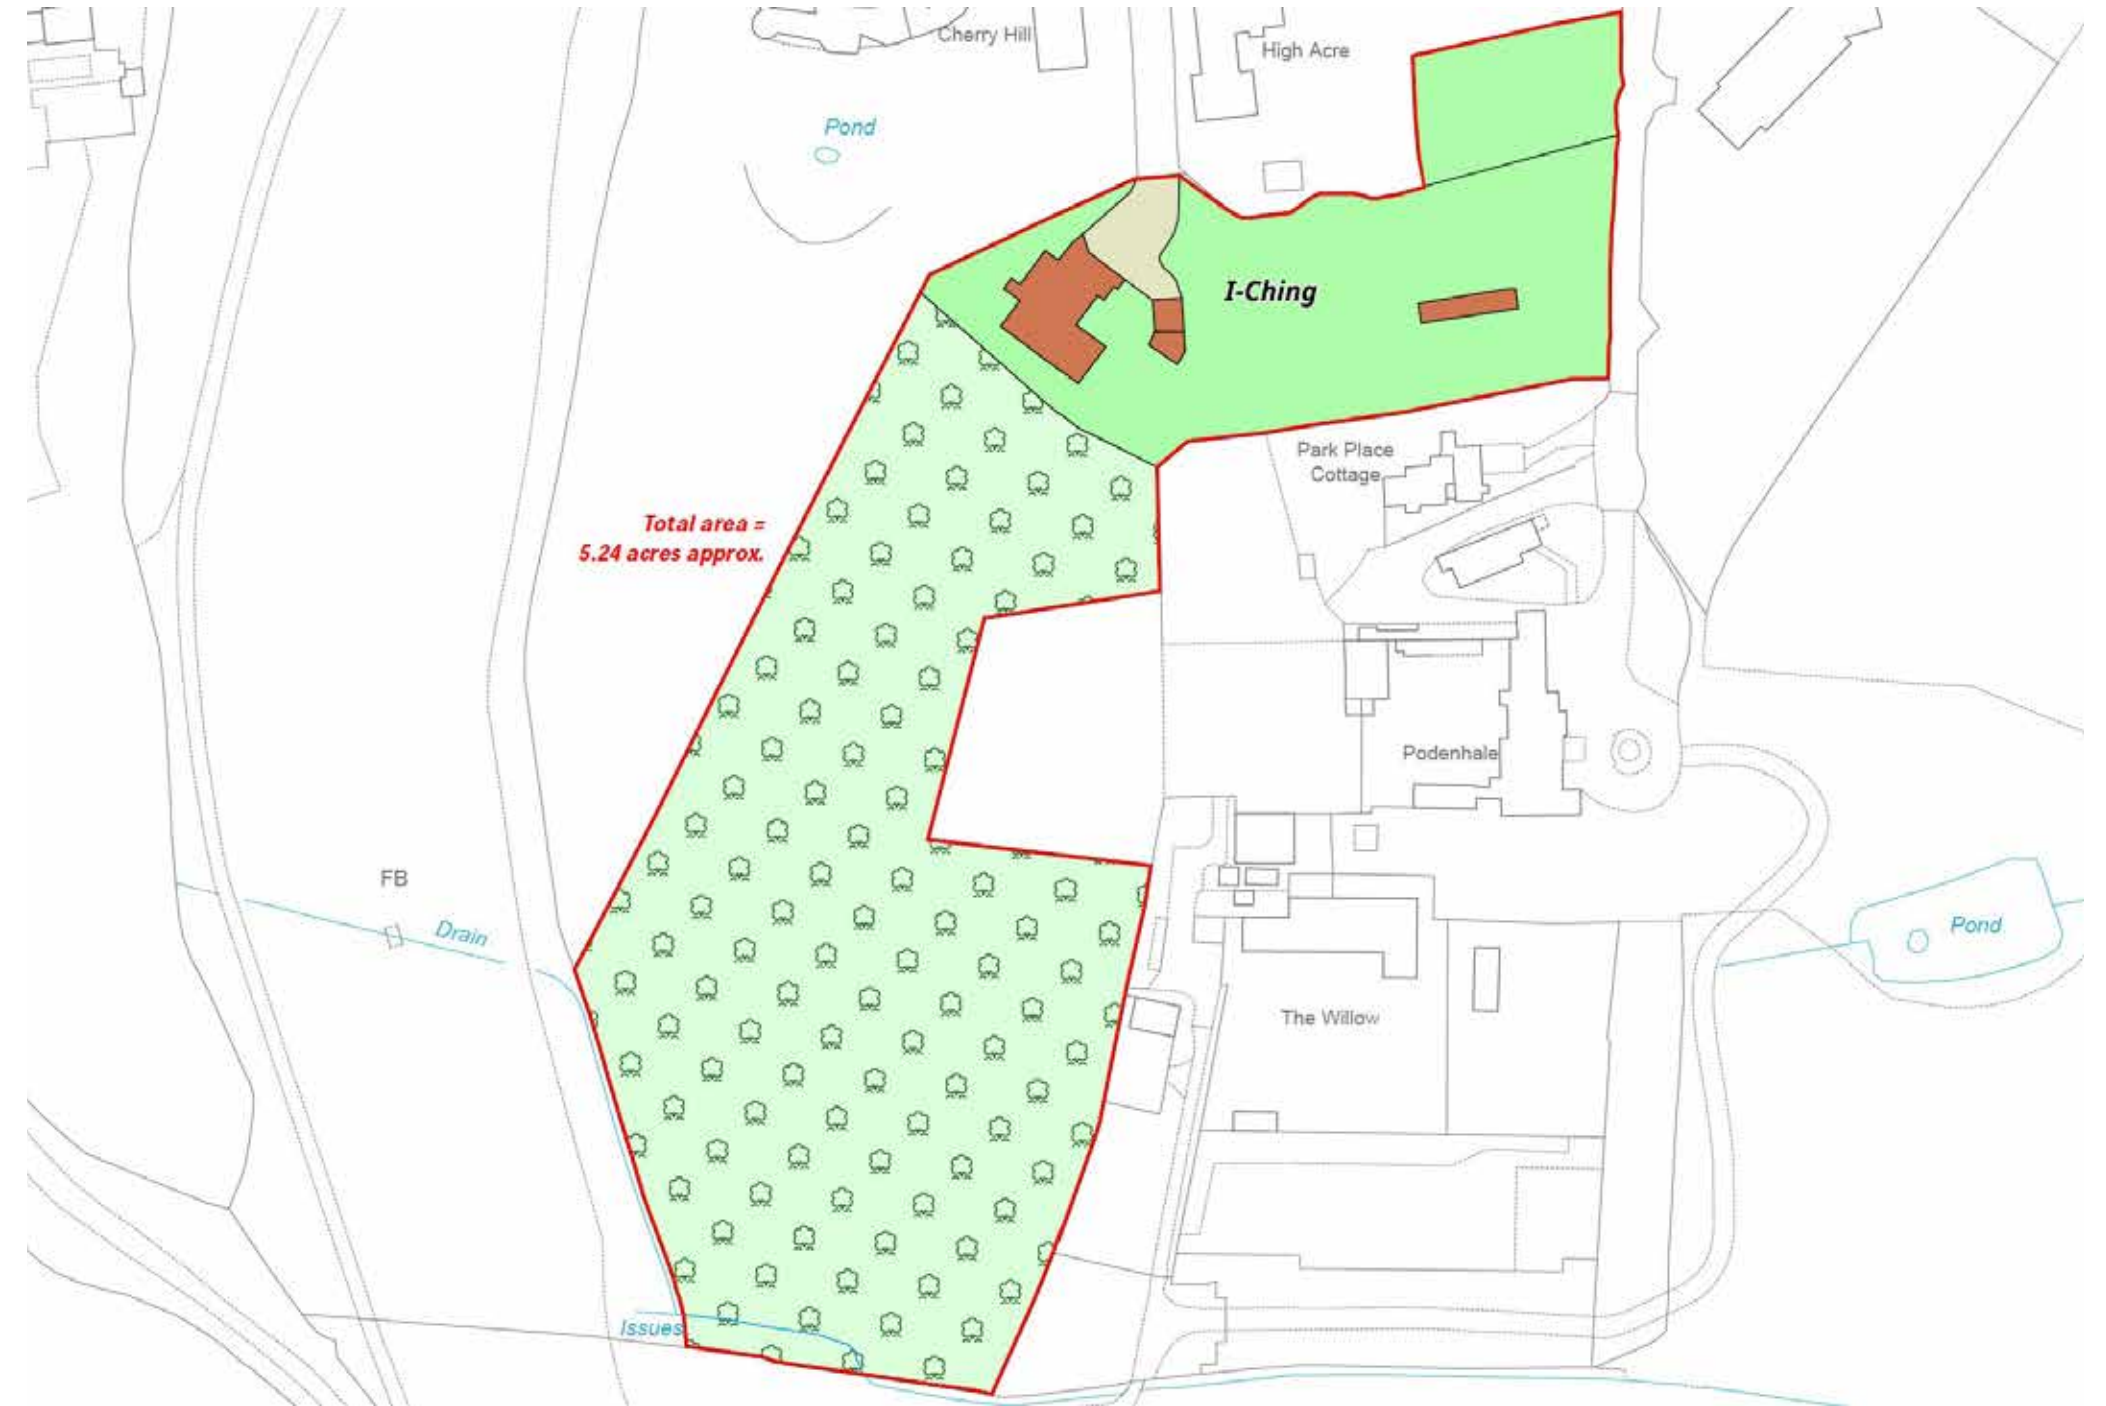 Cherry Hill
High Acre
Pond
I-Ching
Park Place
Cottage
Total area =
5.24 acres approx.
Podenhale
FB
Drain
Pond
The Willow
Issues